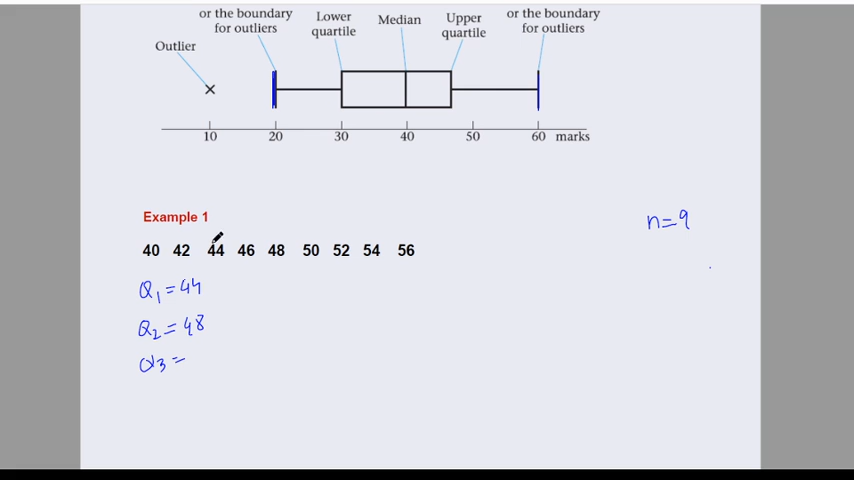 or the boundary for outliers
Lower quartile
Median
Upper quartile
or the boundary for outliers
Outlier
10 20 30 40 50 60 marks
Example 1
n=9
40 42 44 46 48 50 52 54 56
Q1 = 44
Q2 = 48
Q3 =